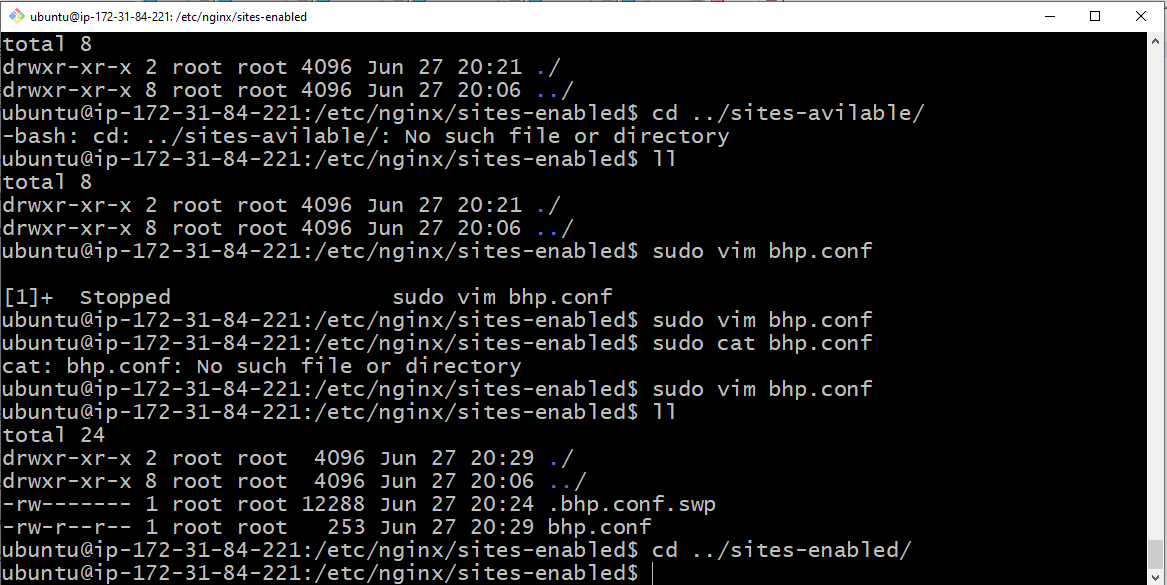 ubuntu@ip-172-31-84-221: /etc/nginx/sites-enabled
total 8
drwxr-xr-x 2 root root 4096 Jun 27 20:21 ./
drwxr-xr-x 8 root root 4096 Jun 27 20:06 ../
ubuntu@ip-172-31-84-221:/etc/nginx/sites-enabled$ cd ../sites-avilable/
-bash: cd: ../sites-avilable/: No such file or directory
ubuntu@ip-172-31-84-221:/etc/nginx/sites-enabled$ ll
total 8
drwxr-xr-x 2 root root 4096 Jun 27 20:21 ./
drwxr-xr-x 8 root root 4096 Jun 27 20:06 ../
ubuntu@ip-172-31-84-221:/etc/nginx/sites-enabled$ sudo vim bhp.conf

[1]+  Stopped                 sudo vim bhp.conf
ubuntu@ip-172-31-84-221:/etc/nginx/sites-enabled$ sudo vim bhp.conf
ubuntu@ip-172-31-84-221:/etc/nginx/sites-enabled$ sudo cat bhp.conf
cat: bhp.conf: No such file or directory
ubuntu@ip-172-31-84-221:/etc/nginx/sites-enabled$ sudo vim bhp.conf
ubuntu@ip-172-31-84-221:/etc/nginx/sites-enabled$ ll
total 24
drwxr-xr-x 2 root root  4096 Jun 27 20:29 ./
drwxr-xr-x 8 root root  4096 Jun 27 20:06 ../
-rw------- 1 root root 12288 Jun 27 20:24 .bhp.conf.swp
-rw-r--r-- 1 root root   253 Jun 27 20:29 bhp.conf
ubuntu@ip-172-31-84-221:/etc/nginx/sites-enabled$ cd ../sites-enabled/
ubuntu@ip-172-31-84-221:/etc/nginx/sites-enabled$